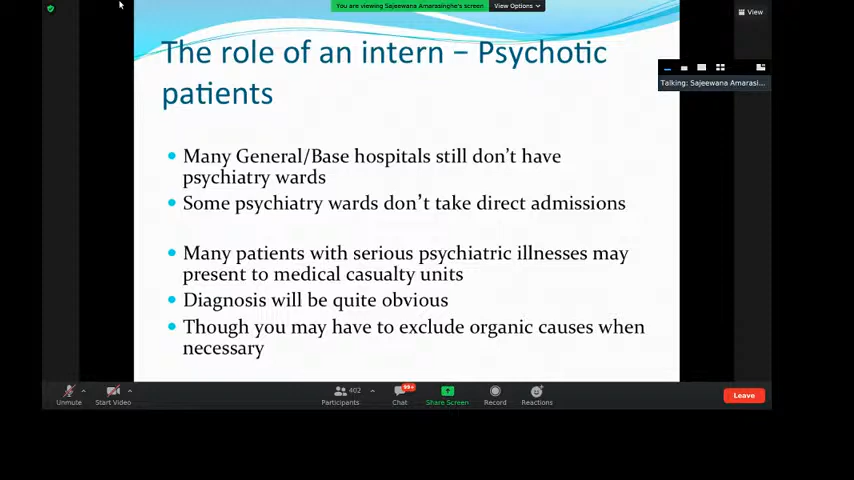 You are viewing Sajeewana Amarasinghe's screen
View Options
View
The role of an intern – Psychotic
patients
Talking: Sajeewana Amarasi...
Many General/Base hospitals still don't have
psychiatry wards
Some psychiatry wards don't take direct admissions
Many patients with serious psychiatric illnesses may
present to medical casualty units
Diagnosis will be quite obvious
Though you may have to exclude organic causes when
necessary
402
99+
Unmute
Start Video
Participants
Chat
Share Screen
Record
Reactions
Leave